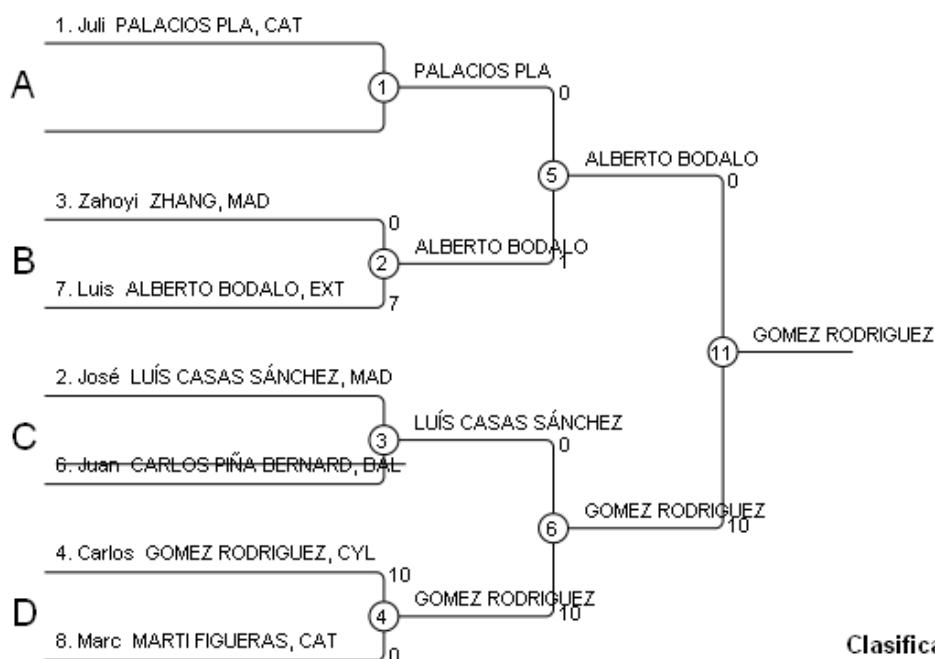 1. Juli PALACIOS PLA, CAT
A
1
PALACIOS PLA
0
5
ALBERTO BODALO
0
3. Zahoyi ZHANG, MAD
0
B
2
ALBERTO BODALO
1
7. Luis ALBERTO BODALO, EXT
7
11
GOMEZ RODRIGUEZ
2. José LUÍS CASAS SÁNCHEZ, MAD
C
3
LUÍS CASAS SÁNCHEZ
0
6. Juan CARLOS PIÑA BERNARD, BAL
6
GOMEZ RODRIGUEZ
10
4. Carlos GOMEZ RODRIGUEZ, CYL
10
D
4
GOMEZ RODRIGUEZ
10
8. Marc MARTI FIGUERAS, CAT
0